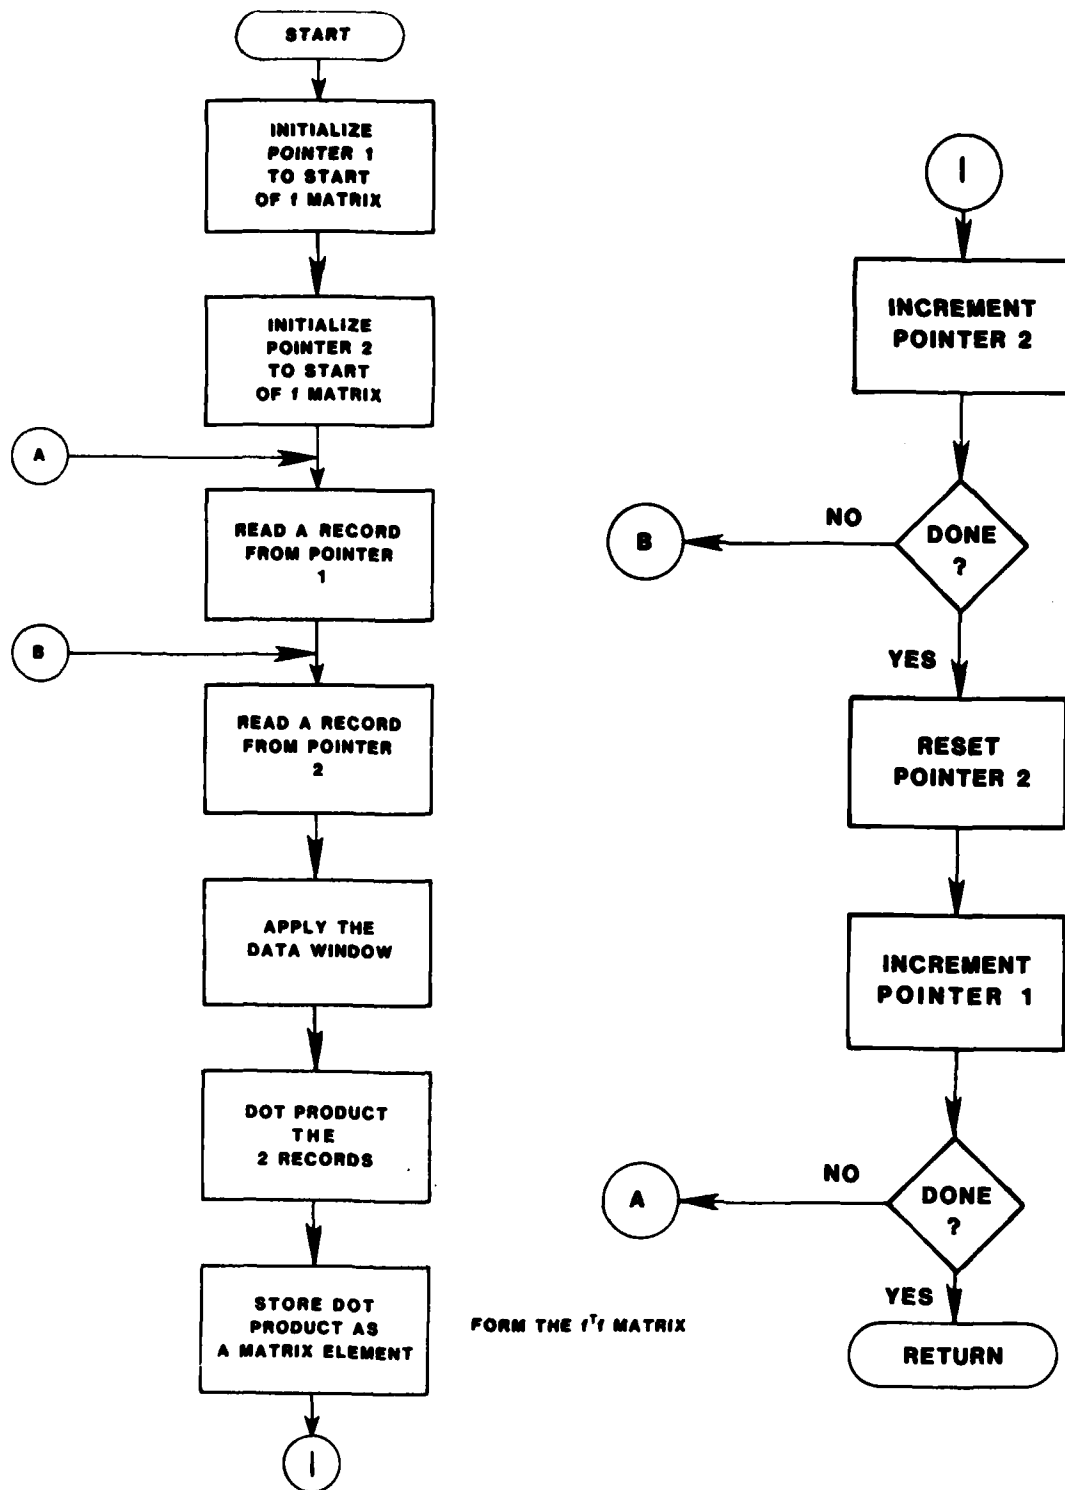 START
INITIALIZE
POINTER 1
TO START
OF f MATRIX
INITIALIZE
POINTER 2
TO START
OF f MATRIX
A
READ A RECORD
FROM POINTER
1
B
READ A RECORD
FROM POINTER
2
APPLY THE
DATA WINDOW
DOT PRODUCT
THE
2 RECORDS
STORE DOT
PRODUCT AS
A MATRIX ELEMENT
I
FORM THE fᵀf MATRIX
I
INCREMENT
POINTER 2
DONE
?
NO
B
YES
RESET
POINTER 2
INCREMENT
POINTER 1
DONE
?
NO
A
YES
RETURN